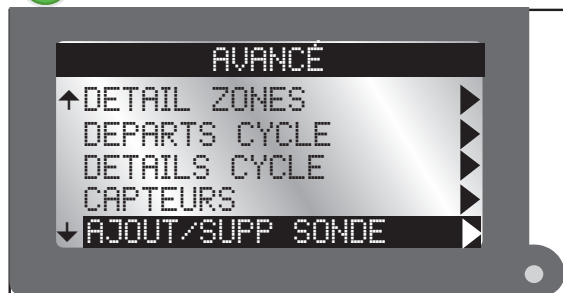 AVANCÉ
DETAIL ZONES
DEPARTS CYCLE
DETAILS CYCLE
CAPTEURS
AJOUT/SUPP SONDE